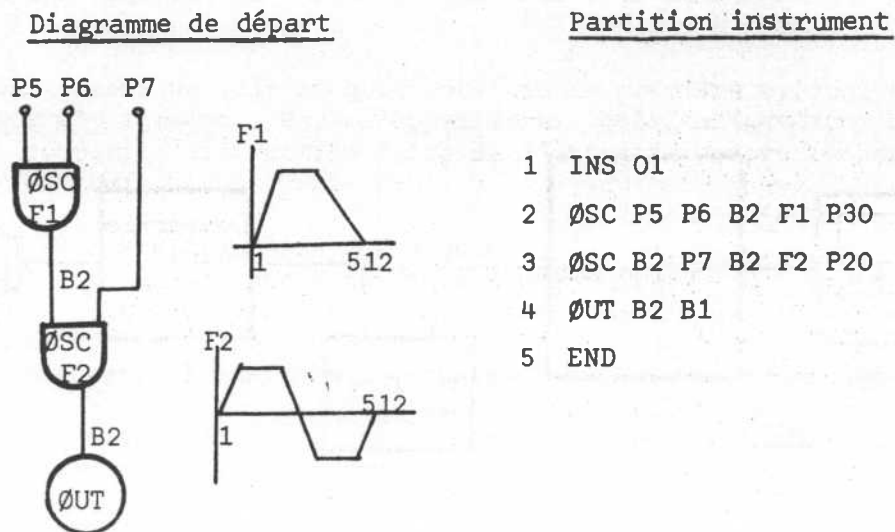 Diagramme de départ
P5 P6 P7
ØSC
F1
B2
ØSC
F2
B2
ØUT
F1
1 512
F2
512
1
Partition instrument
1 INS 01
2 ØSC P5 P6 B2 F1 P30
3 ØSC B2 P7 B2 F2 P20
4 ØUT B2 B1
5 END